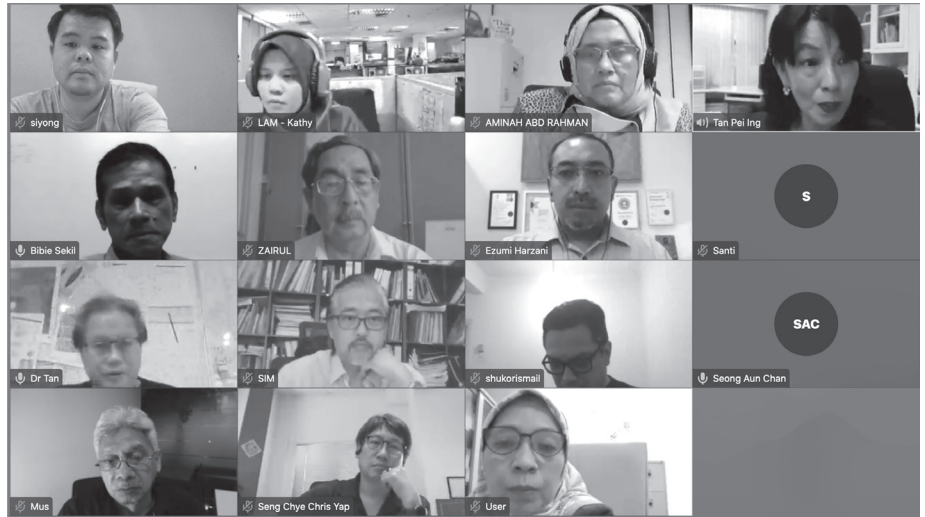 siyong
LAM - Kathy
AMINAH ABD RAHMAN
Tan Pei Ing
Bibie Sekil
ZAIRUL
Ezumi Harzani
S
Santi
Dr Tan
SIM
shukorismail
SAC
Seong Aun Chan
Mus
Seng Chye Chris Yap
User